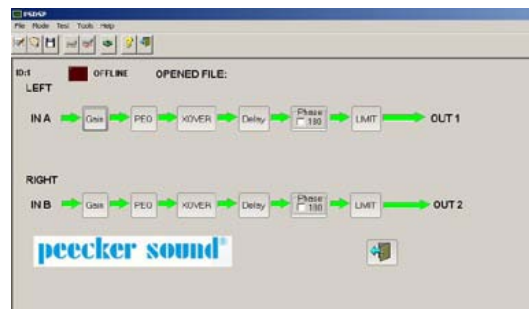 PSDSP
File Mode Test Tools Help
ID:1 OFFLINE OPENED FILE:
LEFT
IN A Gain PEQ XOVER Delay Phase 180 LIMIT OUT 1
RIGHT
IN B Gain PEQ XOVER Delay Phase 180 LIMIT OUT 2
peecker sound®